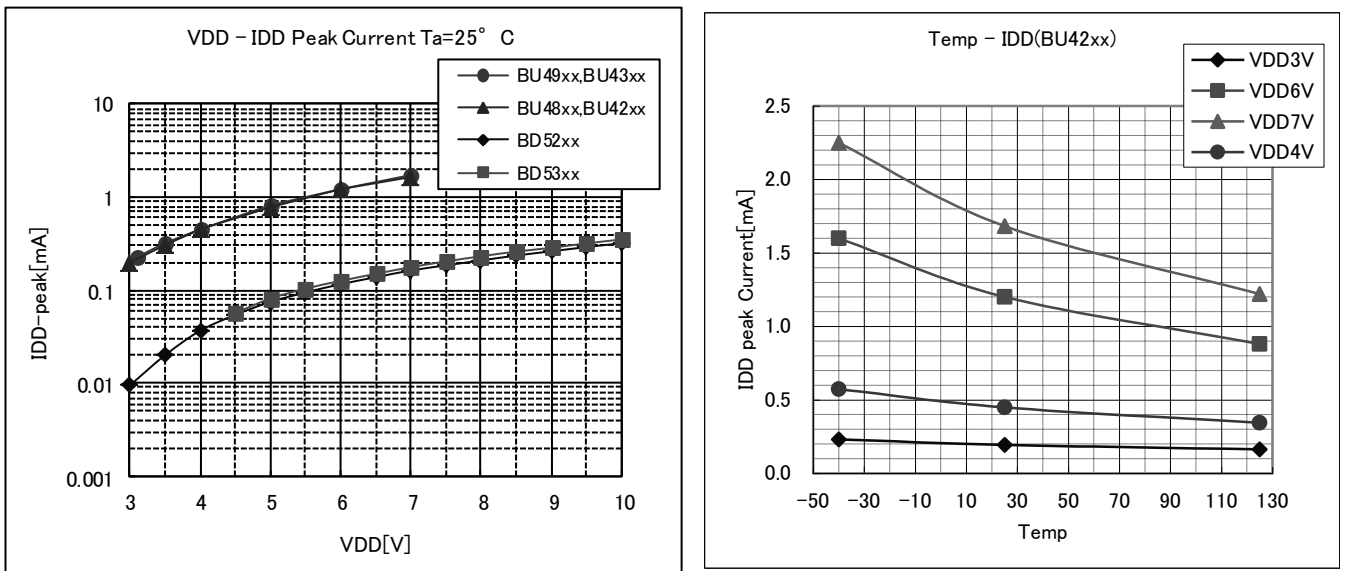 VDD - IDD Peak Current Ta=25° C
BU49xx,BU43xx
BU48xx,BU42xx
BD52xx
BD53xx
IDD-peak[mA]
10
1
0.1
0.01
0.001
3 4 5 6 7 8 9 10
VDD[V]
Temp - IDD(BU42xx)
VDD3V
VDD6V
VDD7V
VDD4V
IDD peak Current[mA]
2.5
2.0
1.5
1.0
0.5
0.0
-50 -30 -10 10 30 50 70 90 110 130
Temp